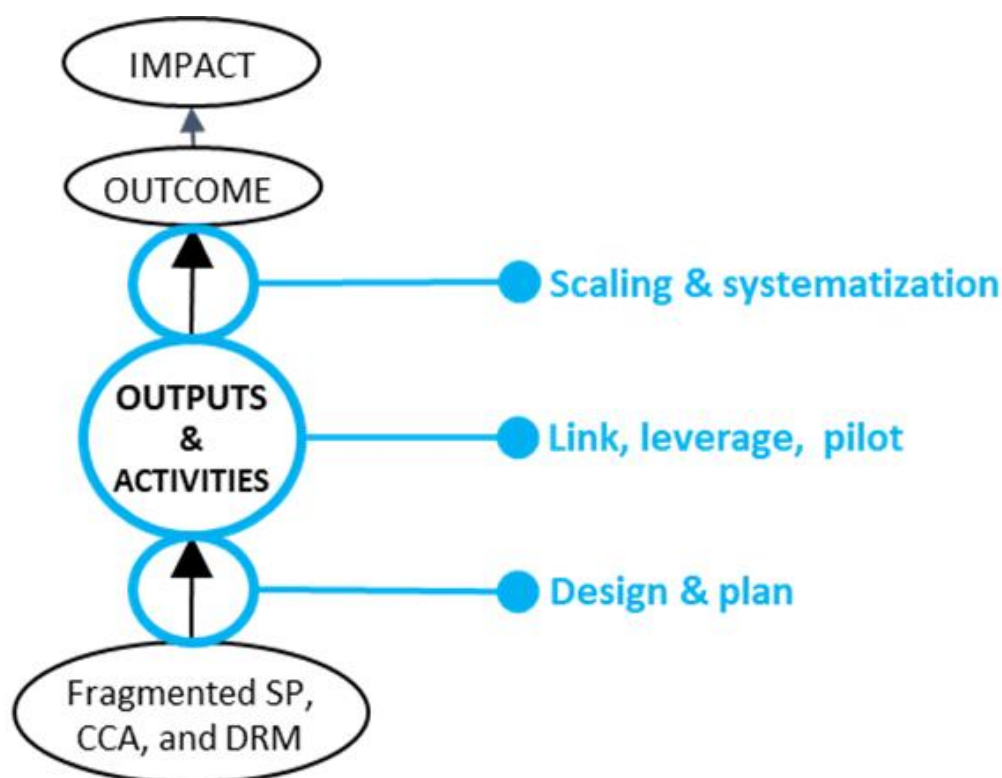 IMPACT
OUTCOME
Scaling & systematization
OUTPUTS
&
ACTIVITIES
Link, leverage, pilot
Design & plan
Fragmented SP,
CCA, and DRM